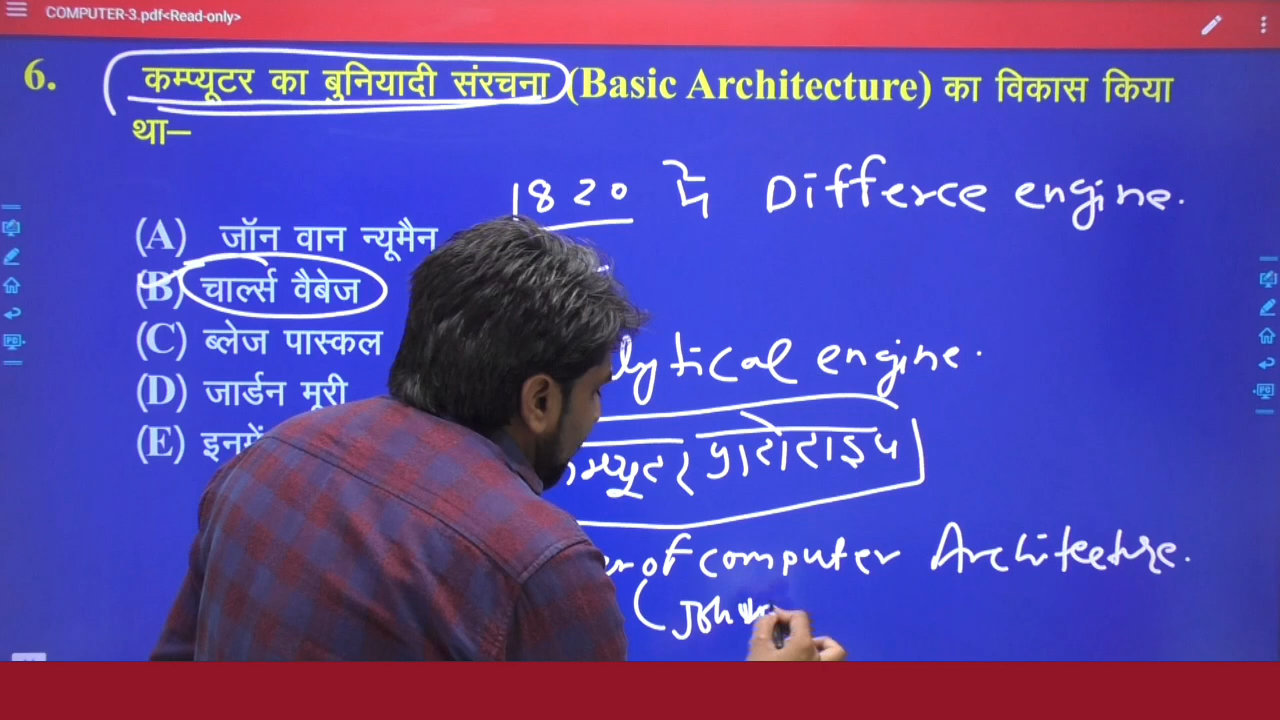 COMPUTER-3.pdf<Read-only>
6. कम्प्यूटर का बुनियादी संरचना (Basic Architecture) का विकास किया
था–
1820 में Differce engine.
(A) जॉन वान न्यूमैन
(B) चार्ल्स वैबेज
(C) ब्लेज पास्कल
lytical engine.
(D) जार्डन मूरी
प्रोटोटाइप
(E) इनमें
of computer Architecture.
(John